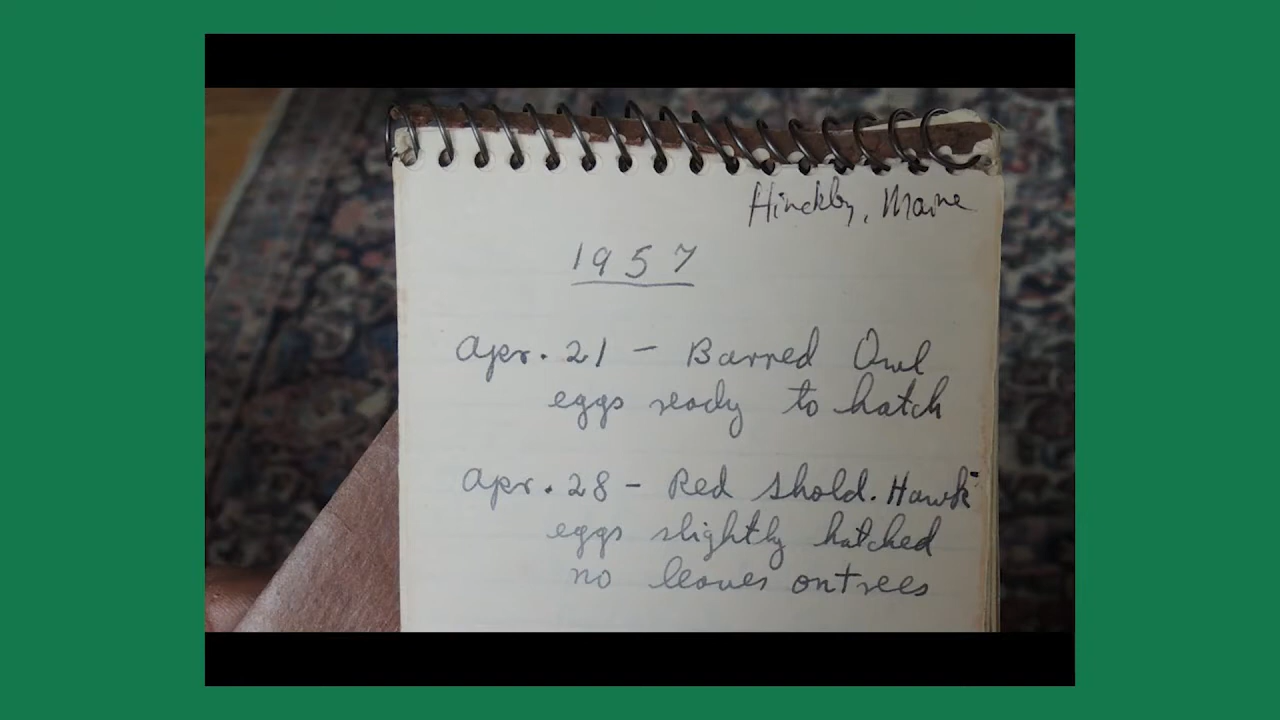 Hinckly, Maine
1957
Apr. 21 - Barred Owl
eggs ready to hatch
Apr. 28 - Red Shold. Hawk
eggs slightly hatched
no leaves on trees